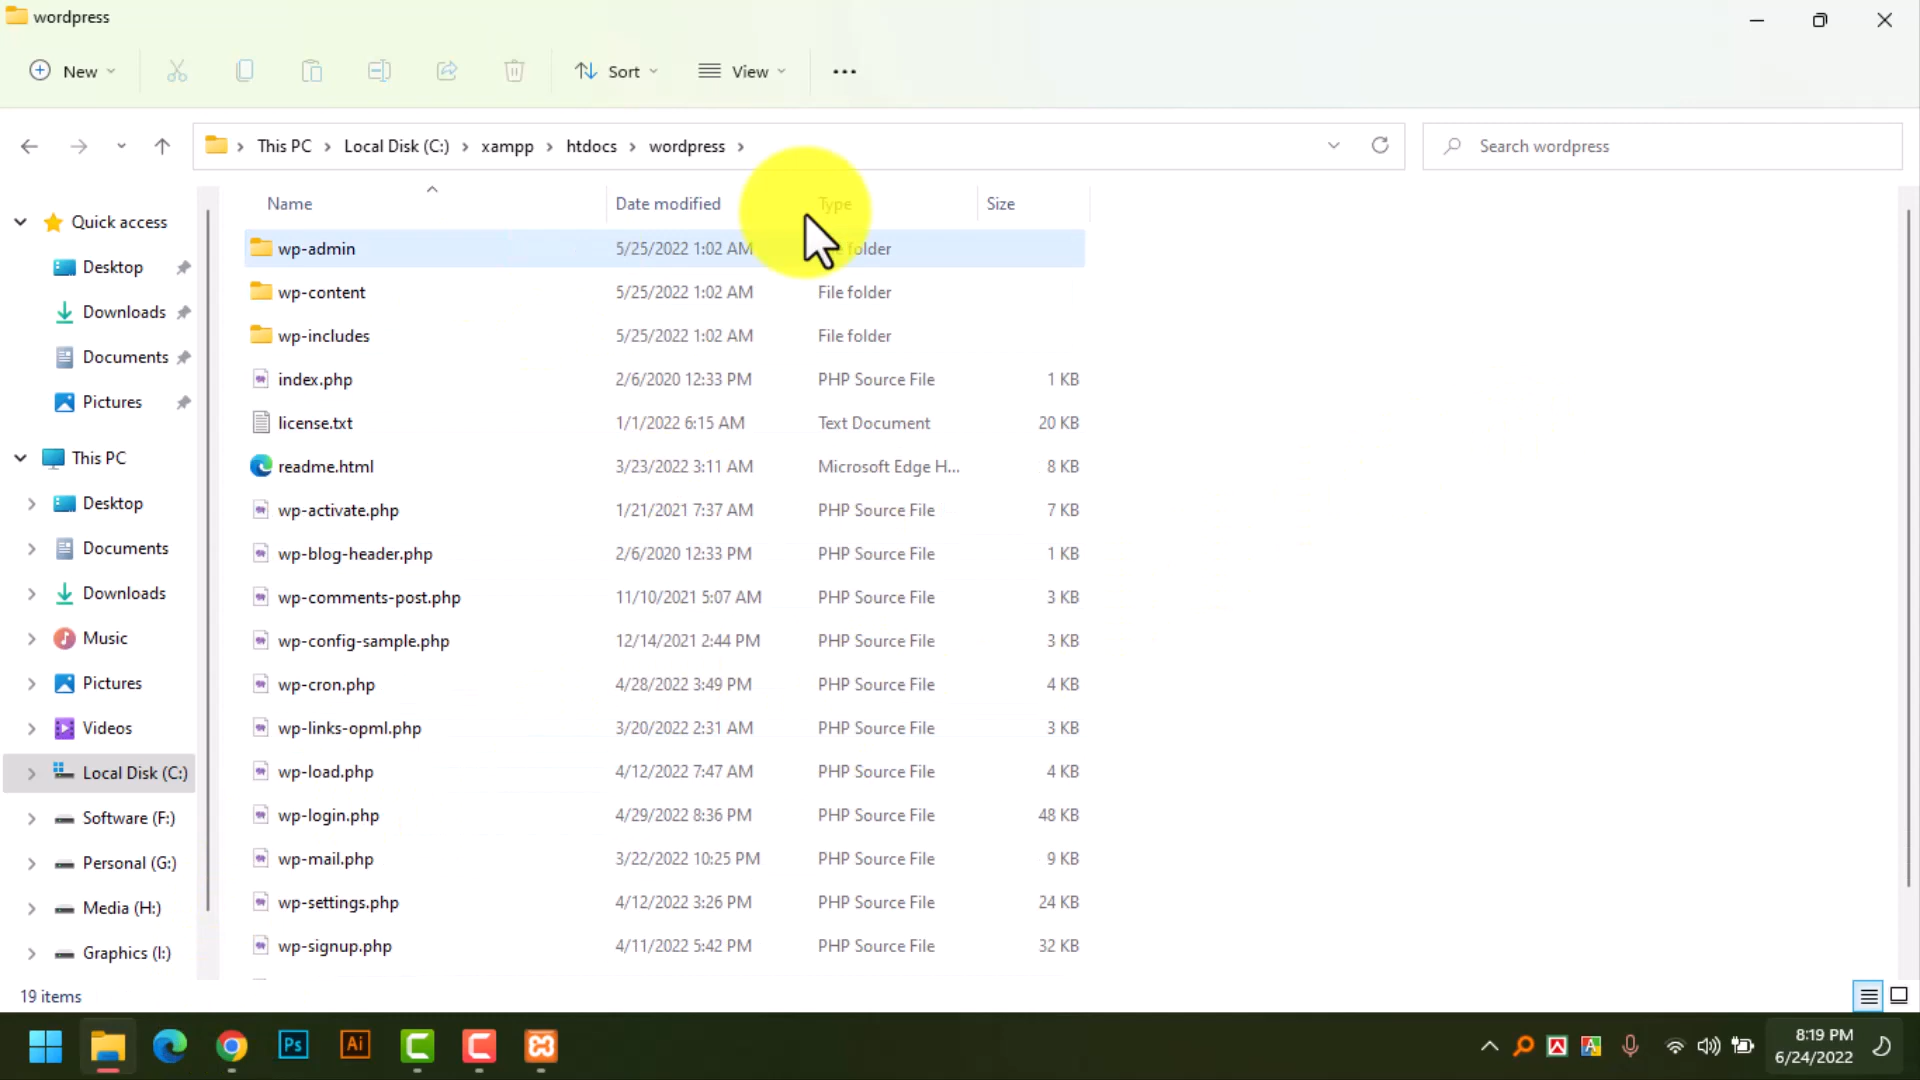 wordpress
New Sort View
This PC Local Disk (C:) xampp htdocs wordpress Search wordpress
Name Date modified Type Size
Quick access
Desktop
Downloads
Documents
Pictures
This PC
Desktop
Documents
Downloads
Music
Pictures
Videos
Local Disk (C:)
Software (F:)
Personal (G:)
Media (H:)
Graphics (I:)
wp-admin 5/25/2022 1:02 AM folder
wp-content 5/25/2022 1:02 AM File folder
wp-includes 5/25/2022 1:02 AM File folder
index.php 2/6/2020 12:33 PM PHP Source File 1 KB
license.txt 1/1/2022 6:15 AM Text Document 20 KB
readme.html 3/23/2022 3:11 AM Microsoft Edge H... 8 KB
wp-activate.php 1/21/2021 7:37 AM PHP Source File 7 KB
wp-blog-header.php 2/6/2020 12:33 PM PHP Source File 1 KB
wp-comments-post.php 11/10/2021 5:07 AM PHP Source File 3 KB
wp-config-sample.php 12/14/2021 2:44 PM PHP Source File 3 KB
wp-cron.php 4/28/2022 3:49 PM PHP Source File 4 KB
wp-links-opml.php 3/20/2022 2:31 AM PHP Source File 3 KB
wp-load.php 4/12/2022 7:47 AM PHP Source File 4 KB
wp-login.php 4/29/2022 8:36 PM PHP Source File 48 KB
wp-mail.php 3/22/2022 10:25 PM PHP Source File 9 KB
wp-settings.php 4/12/2022 3:26 PM PHP Source File 24 KB
wp-signup.php 4/11/2022 5:42 PM PHP Source File 32 KB
19 items
Ps Ai
8:19 PM
6/24/2022